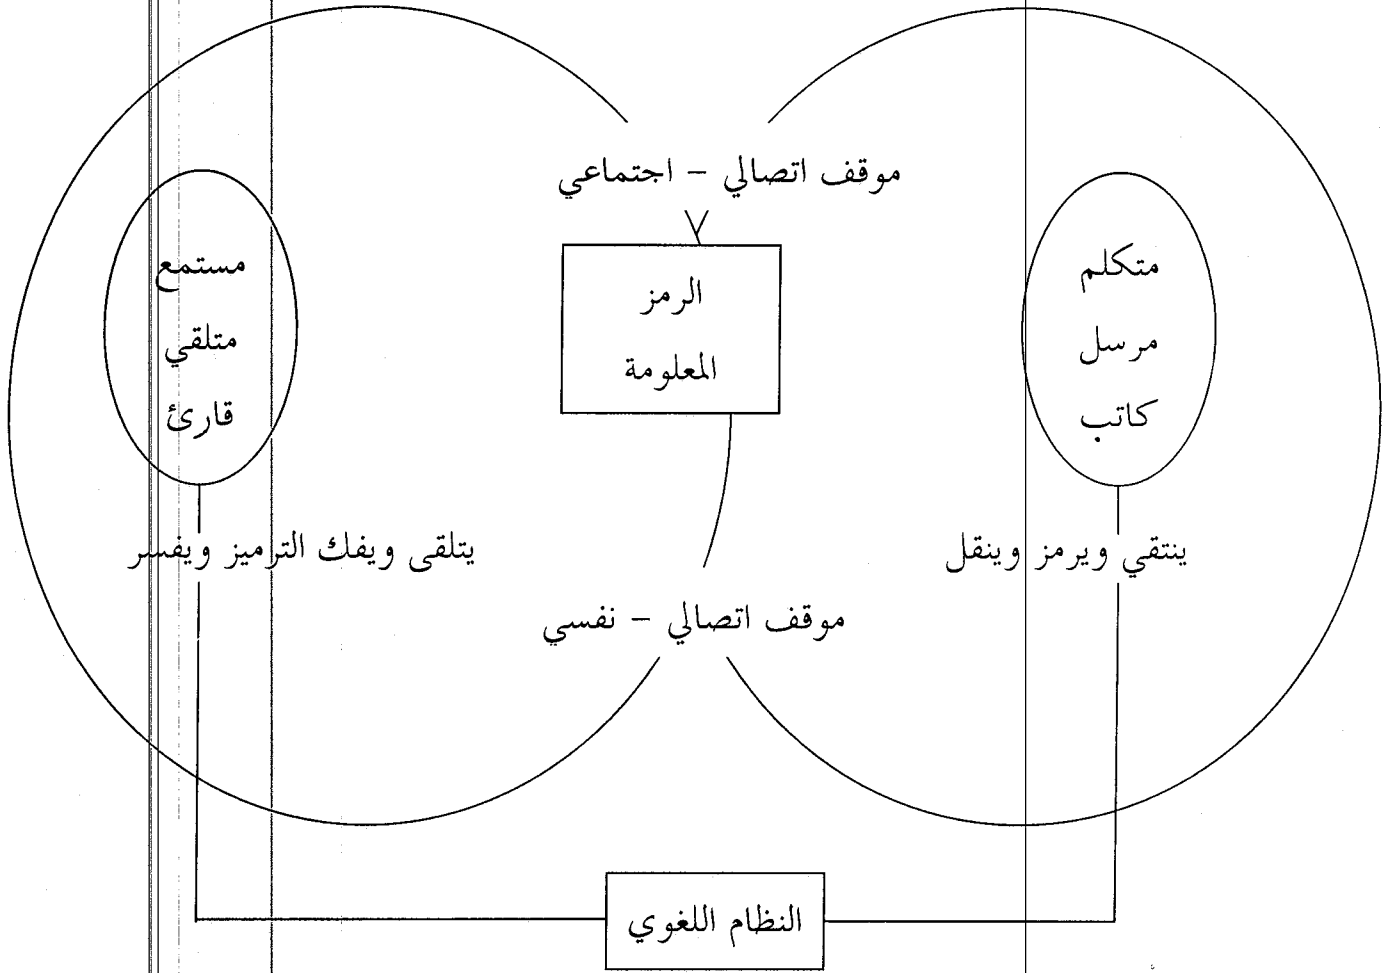 موقف اتصالي – اجتماعي
متكلم
مرسل
كاتب
الرمز
المعلومة
مستمع
متلقي
قارئ
ينتقي ويرمز وينقل
يتلقى ويفك الترميز ويفسر
موقف اتصالي – نفسي
النظام اللغوي